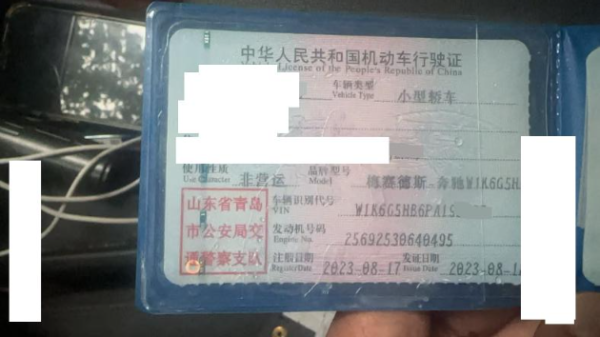 中华人民共和国机动车行驶证
License of the People's Republic of China
车辆类型
Vehicle Type
小型轿车
使用性质
Use Character
非营运
品牌型号
Model
梅赛德斯-奔驰W1K6G5H
山东省青岛
市公安局交
通警察支队
车辆识别代号
VIN
W1K6G5HB6PA1S
发动机号码
Engine No.
25692530640495
注册日期
Register Date
2023-08-17
发证日期
Issue Date
2023-08-1